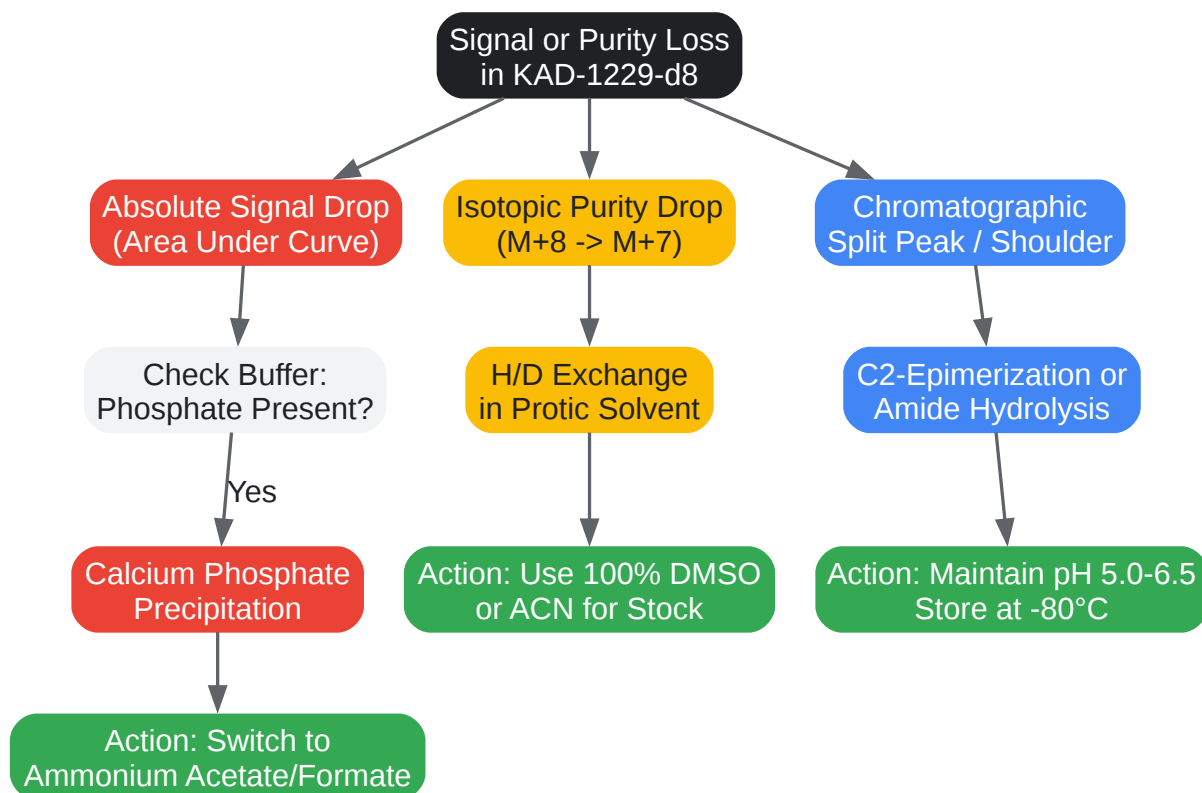 Signal or Purity Loss
in KAD-1229-d8
Absolute Signal Drop
(Area Under Curve)
Isotopic Purity Drop
(M+8 -> M+7)
Chromatographic
Split Peak / Shoulder
Check Buffer:
Phosphate Present?
H/D Exchange
in Protic Solvent
C2-Epimerization or
Amide Hydrolysis
Yes
Calcium Phosphate
Precipitation
Action: Use 100% DMSO
or ACN for Stock
Action: Maintain pH 5.0-6.5
Store at -80°C
Action: Switch to
Ammonium Acetate/Formate